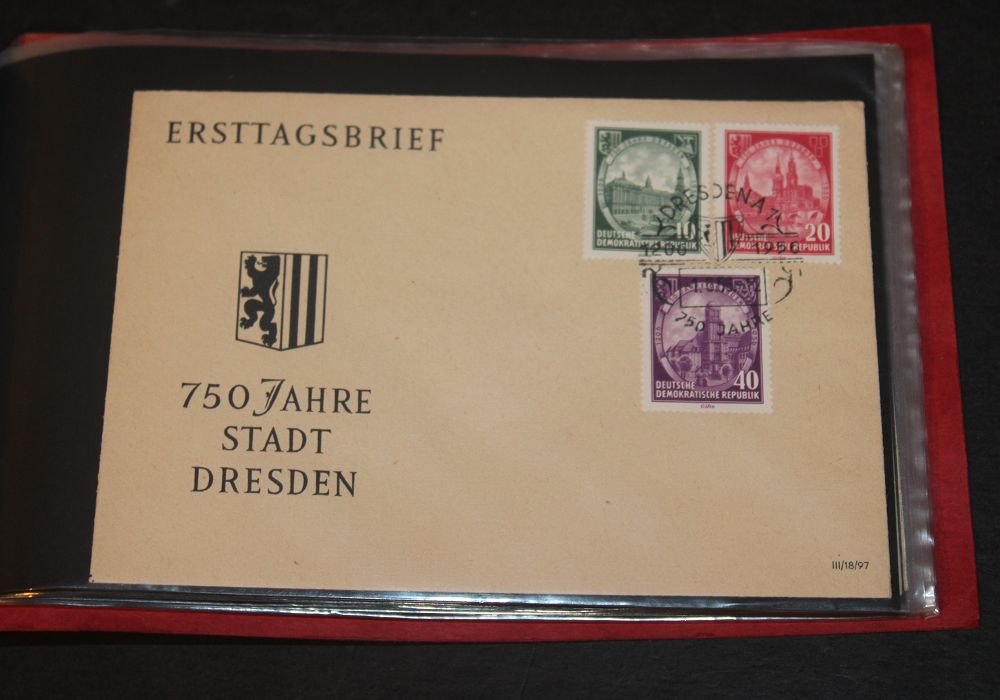 ERSTTAGSBRIEF
750 JAHRE
STADT
DRESDEN
10
DEUTSCHE
DEMOKRATISCHE REPUBLIK
20
DEUTSCHE
DEMOKRATISCHE REPUBLIK
DRESDEN A
750 JAHRE
40
DEUTSCHE
DEMOKRATISCHE REPUBLIK
III/18/97